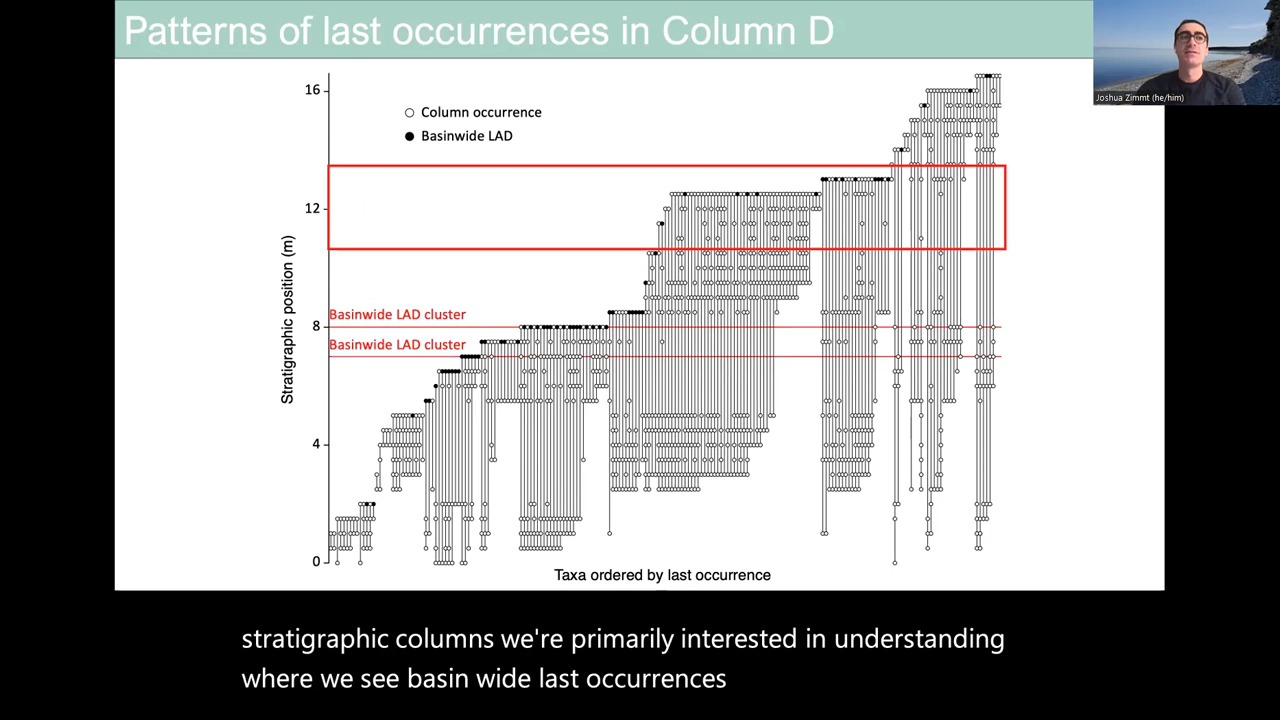 Patterns of last occurrences in Column D
Joshua Zimmt (he/him)
16
12
8
4
0
Stratigraphic position (m)
Column occurrence
Basinwide LAD
Basinwide LAD cluster
Basinwide LAD cluster
Taxa ordered by last occurrence
stratigraphic columns we're primarily interested in understanding
where we see basin wide last occurrences